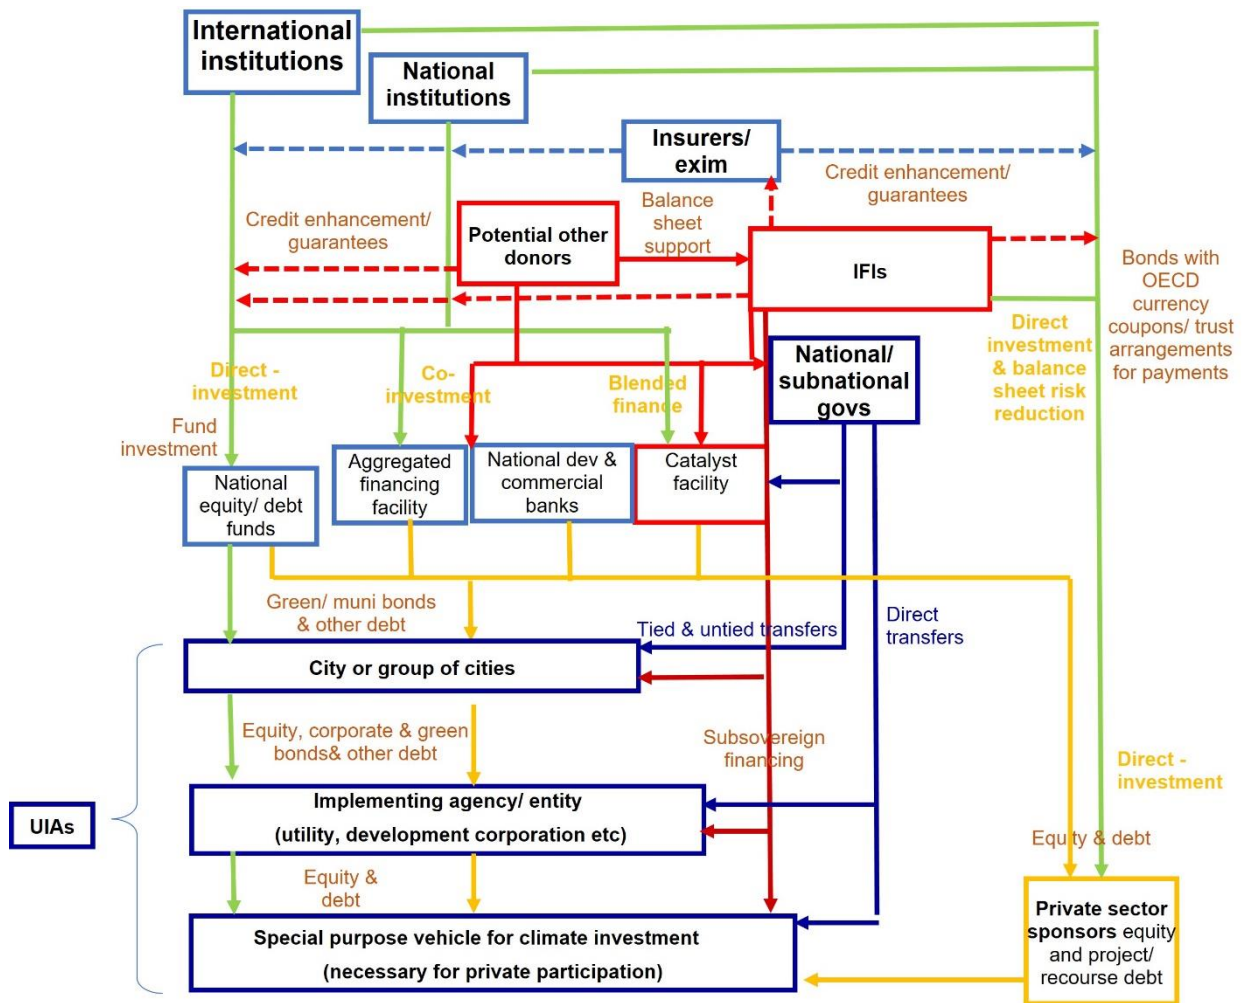 International
institutions
National
institutions
Insurers/
exim
Credit enhancement/
guarantees
Balance
sheet
support
Credit enhancement/
guarantees
Potential other
donors
IFIs
Bonds with
OECD
currency
coupons/ trust
arrangements
for payments
Direct
investment
& balance
sheet risk
reduction
National/
subnational
govs
Direct -
investment
Co-
investment
Blended
finance
Fund
investment
National
equity/ debt
funds
Aggregated
financing
facility
National dev &
commercial
banks
Catalyst
facility
Green/ muni bonds
& other debt
Tied & untied transfers
Direct
transfers
City or group of cities
Equity, corporate & green
bonds& other debt
Subsovereign
financing
Direct -
investment
UIAs
Implementing agency/ entity
(utility, development corporation etc)
Equity & debt
Equity &
debt
Special purpose vehicle for climate investment
(necessary for private participation)
Private sector
sponsors equity
and project/
recourse debt